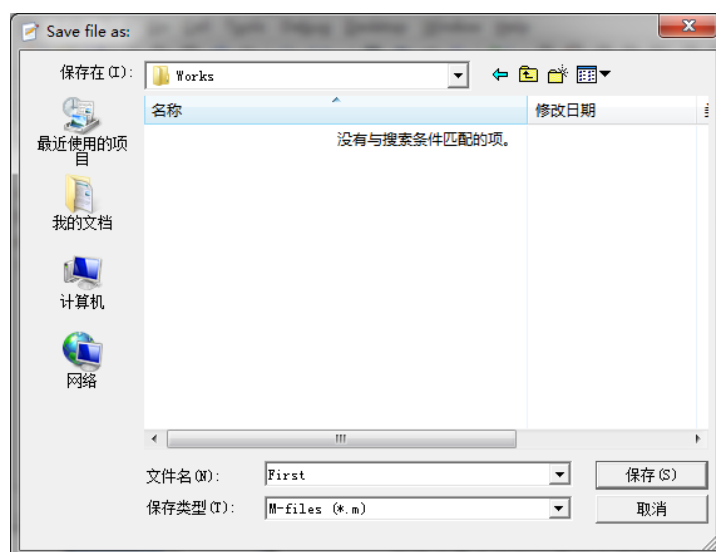 Save file as:
保存在(I):
Works
名称
修改日期
没有与搜索条件匹配的项。
最近使用的项
目
我的文档
计算机
网络
文件名(N):
First
保存(S)
保存类型(T):
M-files (*.m)
取消